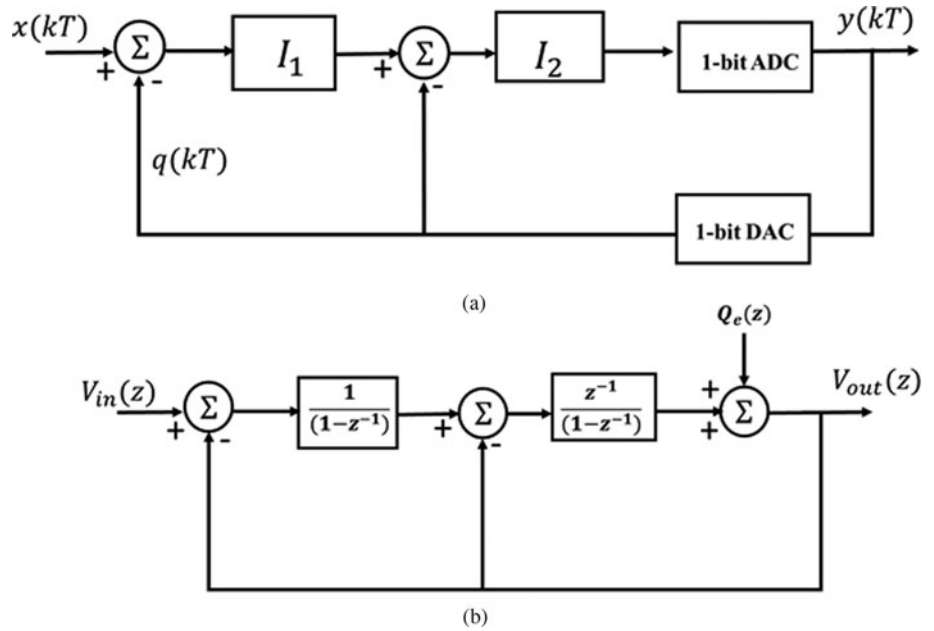 x(kT)
y(kT)
Σ
+
-
I₁
Σ
+
-
I₂
1-bit ADC
q(kT)
1-bit DAC
(a)
Qₑ(z)
Vᵢₙ(z)
Σ
+
-
1
(1−z⁻¹)
Σ
+
-
z⁻¹
(1−z⁻¹)
+
+
Σ
Vₒᵤₜ(z)
(b)